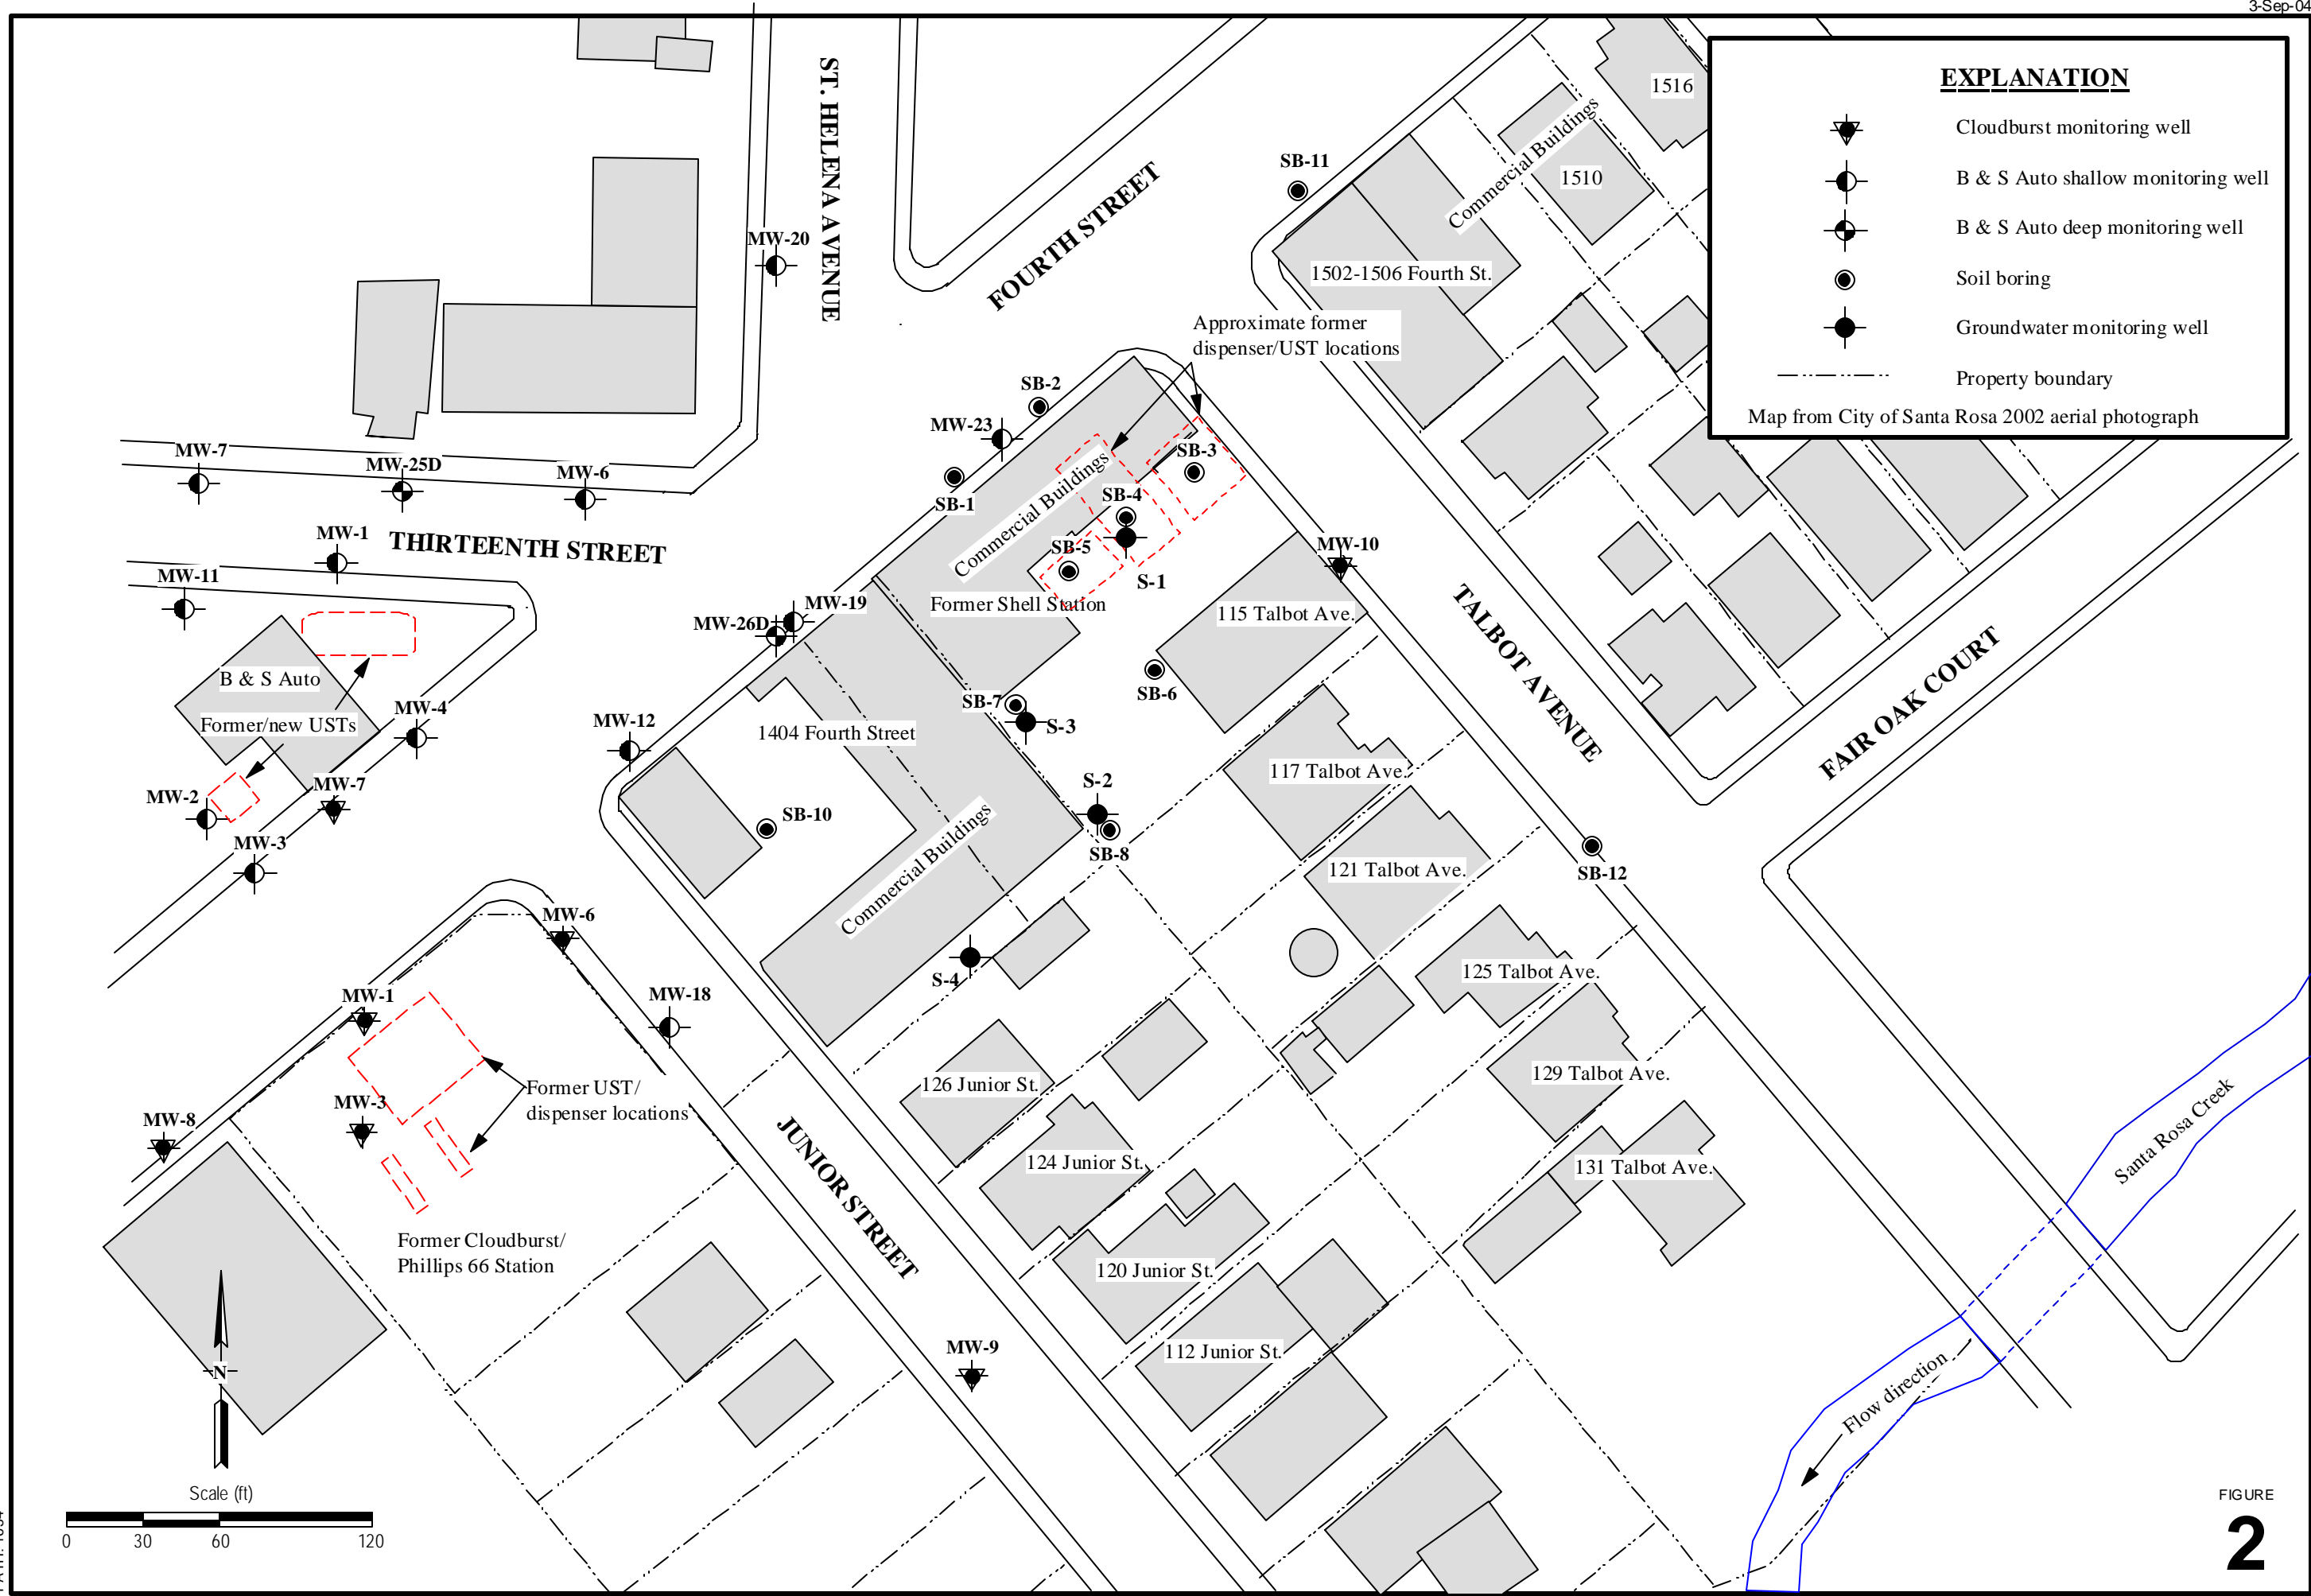 3-Sep-04
EXPLANATION
Cloudburst monitoring well
B & S Auto shallow monitoring well
B & S Auto deep monitoring well
Soil boring
Groundwater monitoring well
Property boundary
Map from City of Santa Rosa 2002 aerial photograph
ST. HELENA AVENUE
FOURTH STREET
1516
1510
Commercial Buildings
SB-11
1502-1506 Fourth St.
MW-20
Approximate former
dispenser/UST locations
SB-2
MW-23
SB-1
SB-3
SB-4
SB-5
S-1
Commercial Buildings
Former Shell Station
MW-7
MW-25D
MW-6
MW-1
THIRTEENTH STREET
MW-11
MW-10
115 Talbot Ave.
TALBOT AVENUE
FAIR OAK COURT
MW-19
MW-26D
SB-6
SB-7
S-3
B & S Auto
Former/new USTs
MW-4
MW-12
1404 Fourth Street
117 Talbot Ave.
MW-2
MW-7
MW-3
SB-10
S-2
SB-8
Commercial Buildings
121 Talbot Ave.
SB-12
MW-6
S-4
125 Talbot Ave.
MW-1
MW-18
126 Junior St.
129 Talbot Ave.
Former UST/
dispenser locations
MW-3
MW-8
JUNIOR STREET
124 Junior St.
131 Talbot Ave.
Santa Rosa Creek
Former Cloudburst/
Phillips 66 Station
120 Junior St.
112 Junior St.
MW-9
Flow direction
N
Scale (ft)
0 30 60 120
FIGURE
2